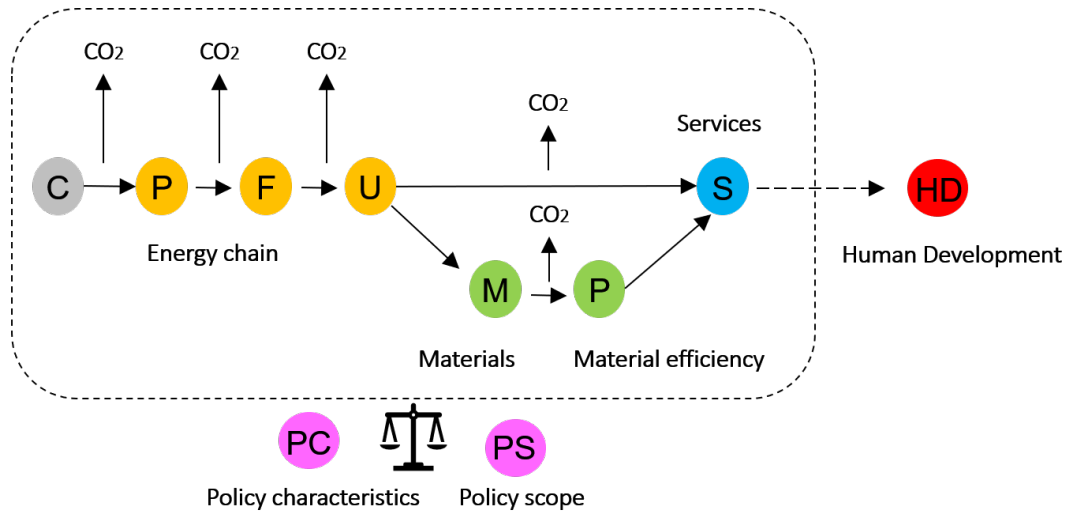 CO2 CO2 CO2
CO2
Services
C P F U S HD
CO2
Energy chain
Human Development
M P
Materials Material efficiency
PC PS
Policy characteristics Policy scope